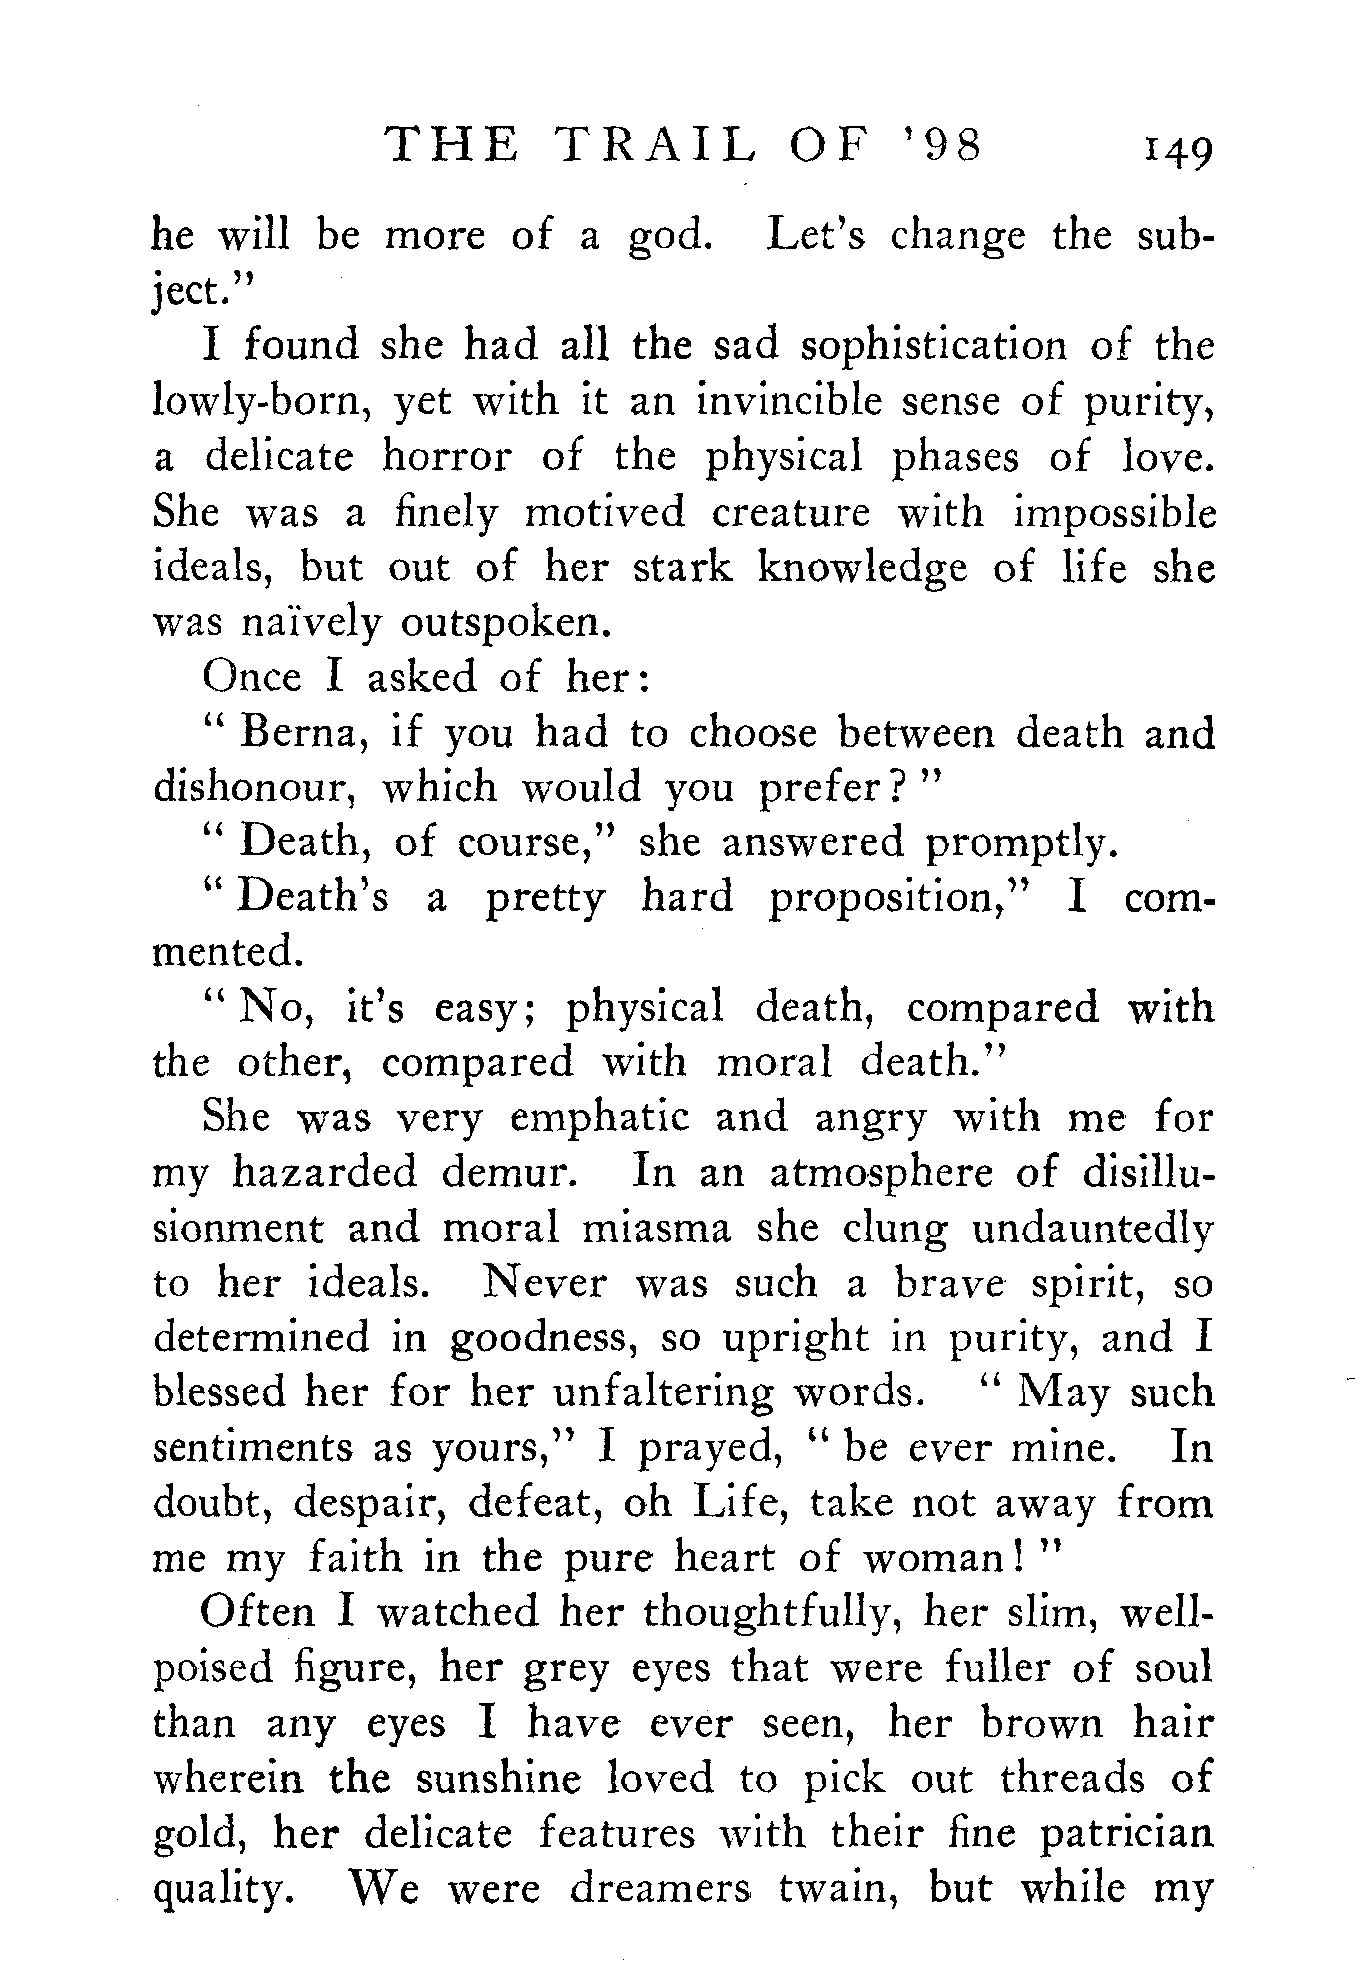 THE TRAIL OF '98 149
he will be more of a god. Let's change the sub-
ject."
I found she had all the sad sophistication of the
lowly-born, yet with it an invincible sense of purity,
a delicate horror of the physical phases of love.
She was a finely motived creature with impossible
ideals, but out of her stark knowledge of life she
was naïvely outspoken.
Once I asked of her:
" Berna, if you had to choose between death and
dishonour, which would you prefer? "
" Death, of course," she answered promptly.
" Death's a pretty hard proposition," I com-
mented.
" No, it's easy; physical death, compared with
the other, compared with moral death."
She was very emphatic and angry with me for
my hazarded demur. In an atmosphere of disillu-
sionment and moral miasma she clung undauntedly
to her ideals. Never was such a brave spirit, so
determined in goodness, so upright in purity, and I
blessed her for her unfaltering words. " May such
sentiments as yours," I prayed, " be ever mine. In
doubt, despair, defeat, oh Life, take not away from
me my faith in the pure heart of woman! "
Often I watched her thoughtfully, her slim, well-
poised figure, her grey eyes that were fuller of soul
than any eyes I have ever seen, her brown hair
wherein the sunshine loved to pick out threads of
gold, her delicate features with their fine patrician
quality. We were dreamers twain, but while my